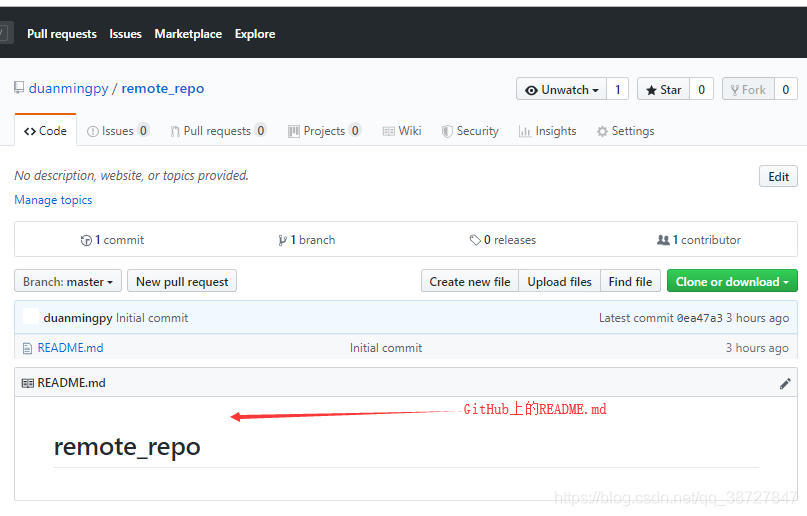 Pull requests Issues Marketplace Explore
duanmingpy / remote_repo
Unwatch 1 Star 0 Fork 0
Code Issues 0 Pull requests 0 Projects 0 Wiki Security Insights Settings
No description, website, or topics provided.
Edit
Manage topics
1 commit 1 branch 0 releases 1 contributor
Branch: master New pull request Create new file Upload files Find file Clone or download
duanmingpy Initial commit Latest commit 0ea47a3 3 hours ago
README.md Initial commit 3 hours ago
README.md
GitHub上的README.md
remote_repo
https://blog.csdn.net/qq_38727847